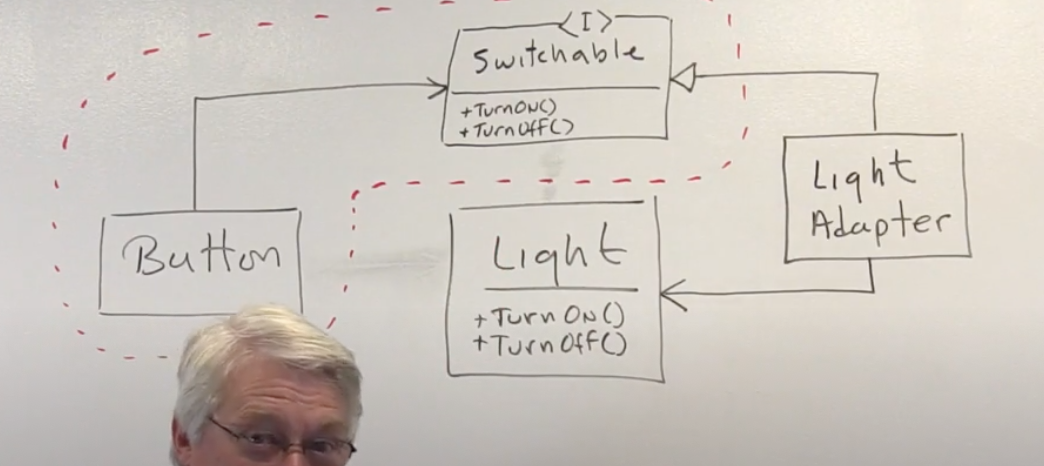 <I>
Switchable
+TurnON()
+TurnOff()
Button
Light
+TurnON()
+TurnOff()
Light
Adapter